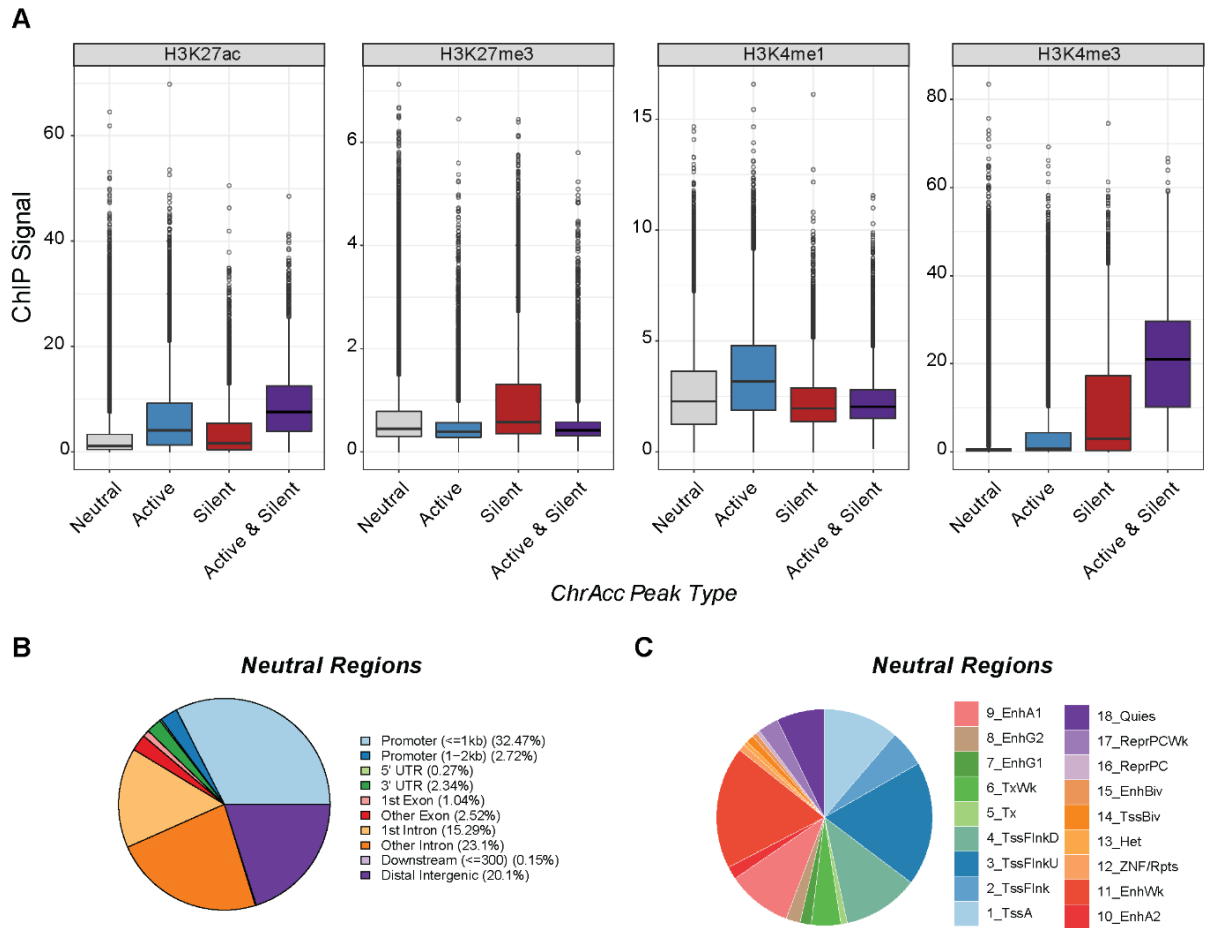 A
H3K27ac
H3K27me3
H3K4me1
H3K4me3
ChIP Signal
60
40
20
0
6
4
2
0
15
10
5
0
80
60
40
20
0
Neutral
Active
Silent
Active & Silent
Neutral
Active
Silent
Active & Silent
Neutral
Active
Silent
Active & Silent
Neutral
Active
Silent
Active & Silent
ChrAcc Peak Type
B
Neutral Regions
Promoter (<=1kb) (32.47%)
Promoter (1-2kb) (2.72%)
5' UTR (0.27%)
3' UTR (2.34%)
1st Exon (1.04%)
Other Exon (2.52%)
1st Intron (15.29%)
Other Intron (23.1%)
Downstream (<=300) (0.15%)
Distal Intergenic (20.1%)
C
Neutral Regions
9_EnhA1
8_EnhG2
7_EnhG1
6_TxWk
5_Tx
4_TssFlnkD
3_TssFlnkU
2_TssFlnk
1_TssA
18_Quies
17_ReprPCWk
16_ReprPC
15_EnhBiv
14_TssBiv
13_Het
12_ZNF/Rpts
11_EnhWk
10_EnhA2